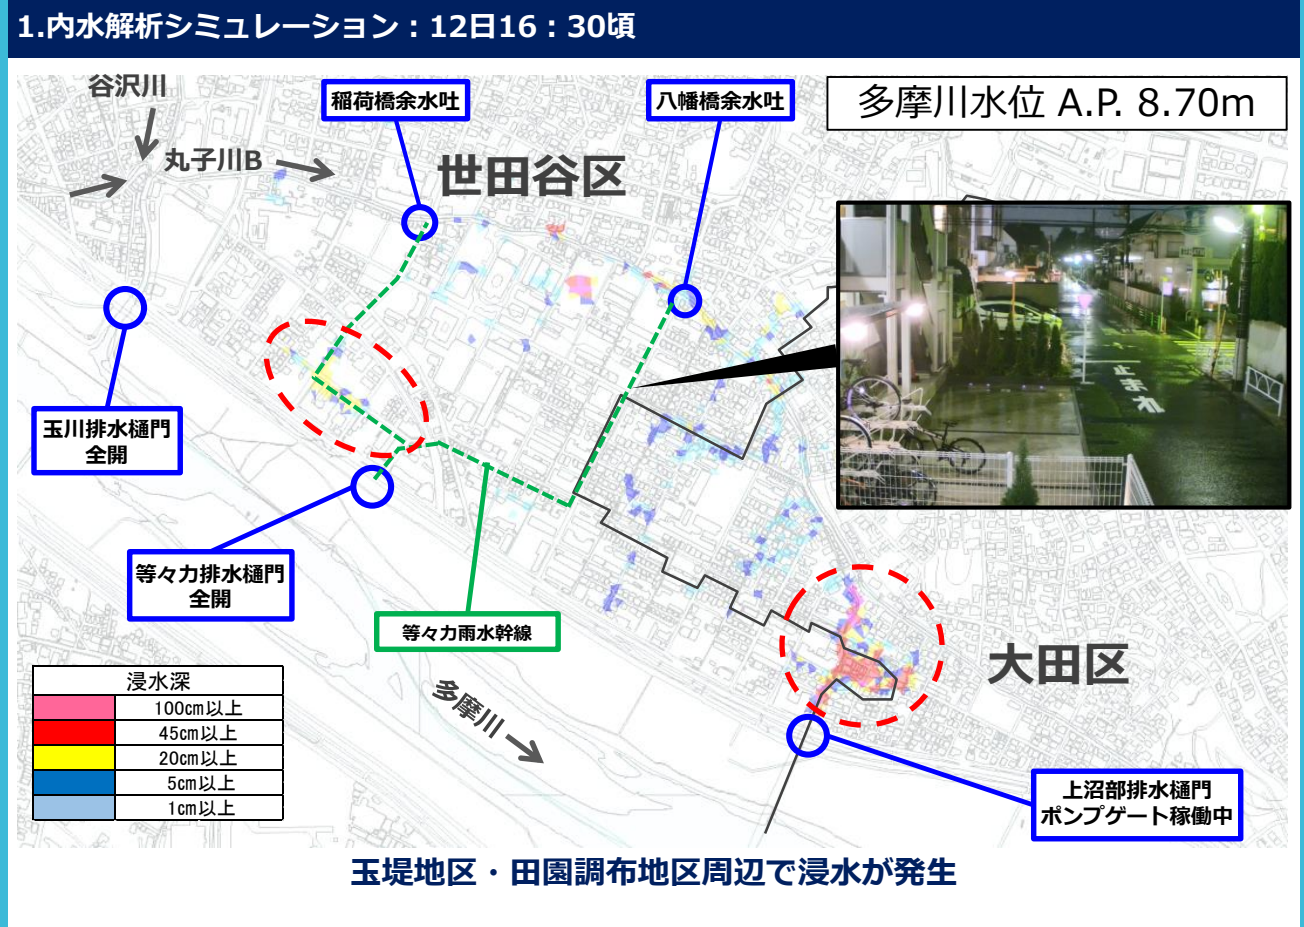 1.内水解析シミュレーション：12日16：30頃
谷沢川
丸子川B
稲荷橋余水吐
八幡橋余水吐
多摩川水位 A.P. 8.70m
世田谷区
止まれ
玉川排水樋門
全開
等々力排水樋門
全開
等々力雨水幹線
大田区
多摩川
浸水深
100cm以上
45cm以上
20cm以上
5cm以上
1cm以上
上沼部排水樋門
ポンプゲート稼働中
玉堤地区・田園調布地区周辺で浸水が発生